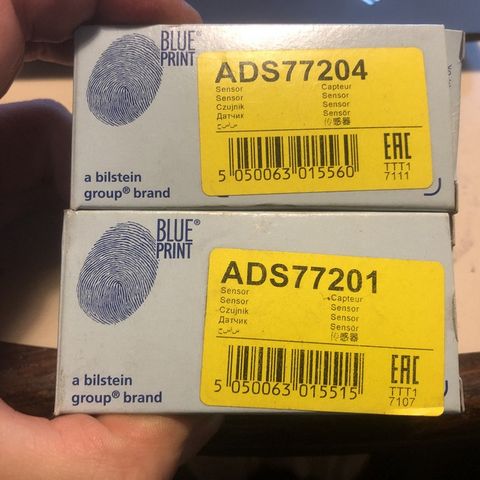 BLUE®
PRINT
ADS77204
Sensor Capteur
Sensor Sensor
Czujnik Sensor
Датчик Sensör
传感器
5 050063 015560
EAC
TTT1
7111
a bilstein
group® brand
BLUE®
PRINT
ADS77201
Sensor Capteur
Sensor Sensor
Czujnik Sensor
Датчик Sensör
传感器
5 050063 015515
EAC
TTT1
7107
a bilstein
group® brand